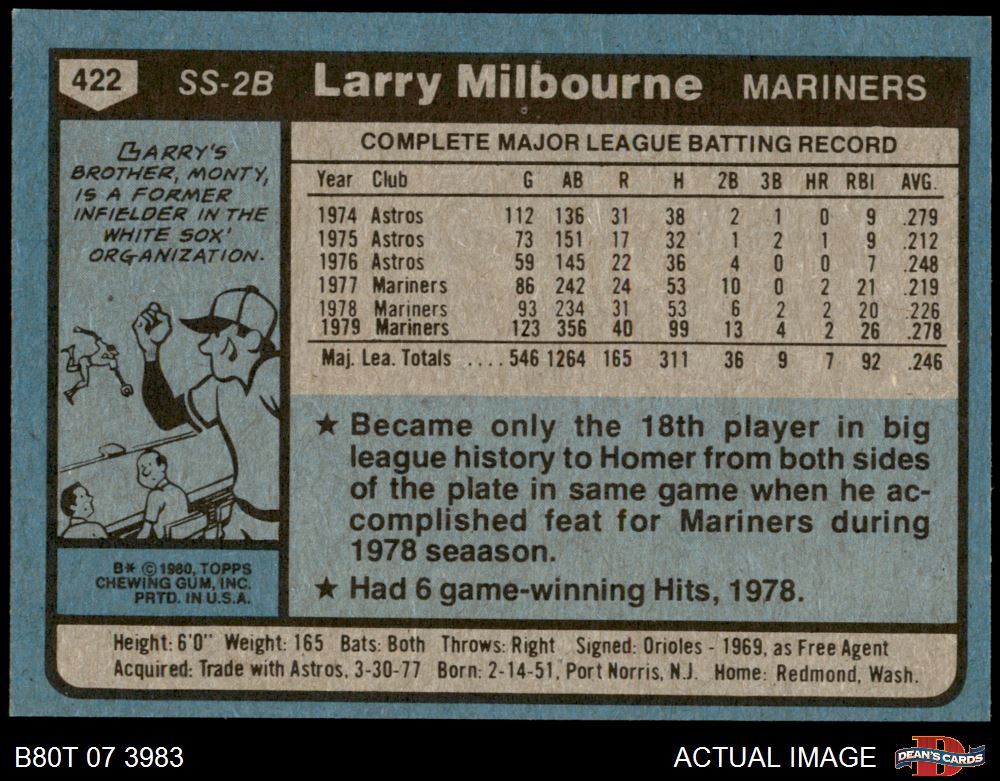 422 SS-2B Larry Milbourne MARINERS
LARRY'S
BROTHER, MONTY,
IS A FORMER
INFIELDER IN THE
WHITE SOX'
ORGANIZATION.
B* © 1980, TOPPS
CHEWING GUM, INC.
PRTD. IN U.S.A.
COMPLETE MAJOR LEAGUE BATTING RECORD
Year Club G AB R H 2B 3B HR RBI AVG.
1974 Astros 112 136 31 38 2 1 0 9 .279
1975 Astros 73 151 17 32 1 2 1 9 .212
1976 Astros 59 145 22 36 4 0 0 7 .248
1977 Mariners 86 242 24 53 10 0 2 21 .219
1978 Mariners 93 234 31 53 6 2 2 20 .226
1979 Mariners 123 356 40 99 13 4 2 26 .278
Maj. Lea. Totals .... 546 1264 165 311 36 9 7 92 .246
★ Became only the 18th player in big
league history to Homer from both sides
of the plate in same game when he ac-
complished feat for Mariners during
1978 seaason.
★ Had 6 game-winning Hits, 1978.
Height: 6'0" Weight: 165 Bats: Both Throws: Right Signed: Orioles - 1969, as Free Agent
Acquired: Trade with Astros, 3-30-77 Born: 2-14-51, Port Norris, N.J. Home: Redmond, Wash.
B80T 07 3983 ACTUAL IMAGE DEAN'S CARDS